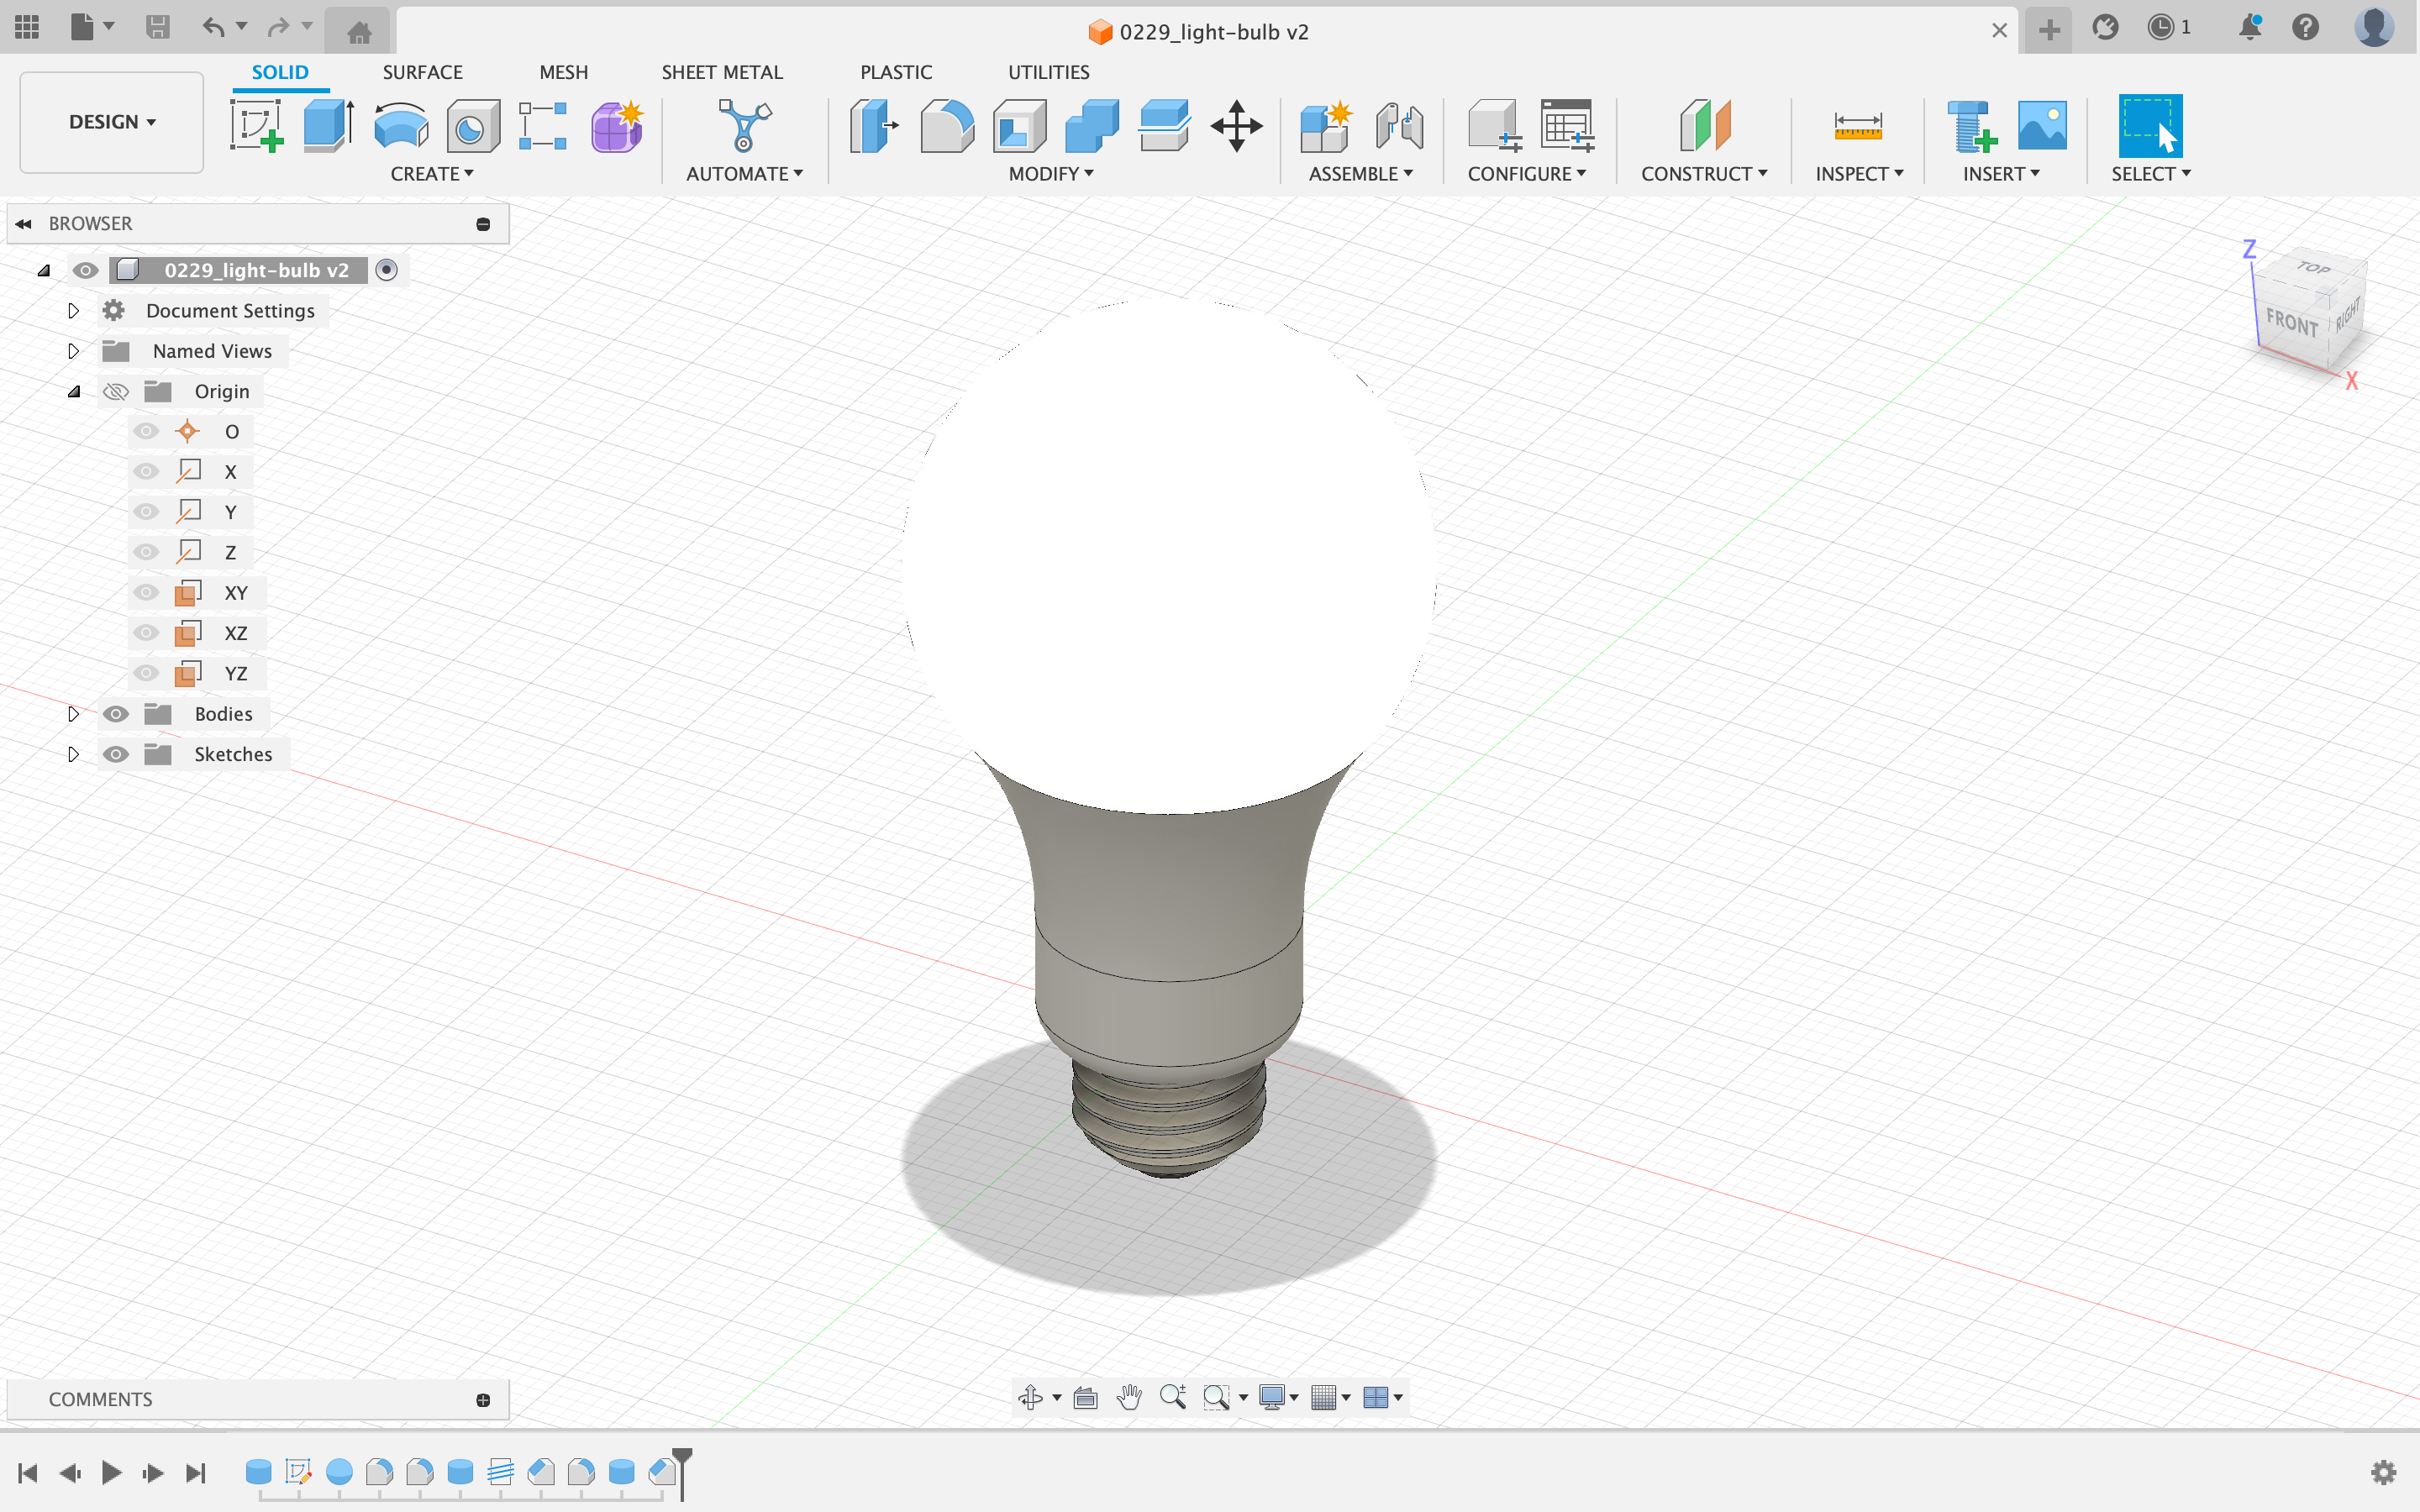 0229_light-bulb v2
1
DESIGN
SOLID
SURFACE
MESH
SHEET METAL
PLASTIC
UTILITIES
CREATE
AUTOMATE
MODIFY
ASSEMBLE
CONFIGURE
CONSTRUCT
INSPECT
INSERT
SELECT
BROWSER
0229_light-bulb v2
Document Settings
Named Views
Origin
O
X
Y
Z
XY
XZ
YZ
Bodies
Sketches
Z
TOP
FRONT
RIGHT
X
COMMENTS